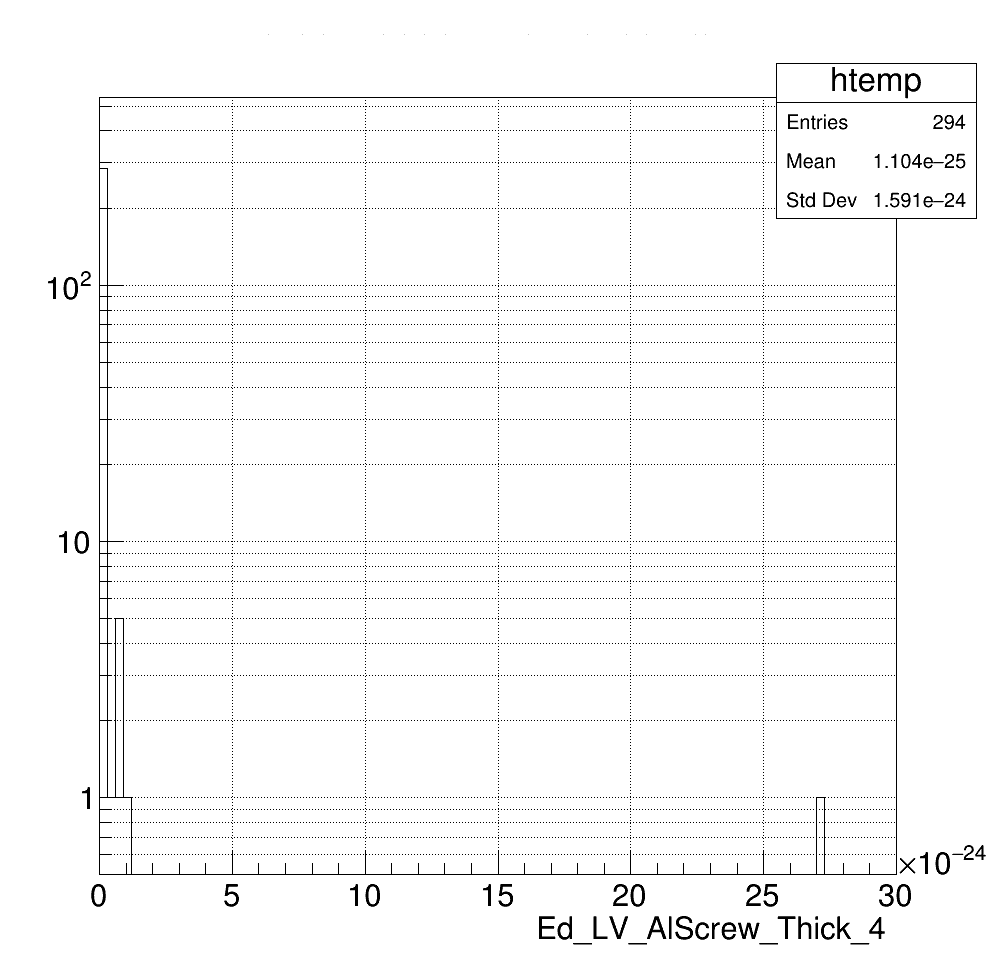 htemp
Entries 294
Mean 1.104e−25
Std Dev 1.591e−24
10²
10
1
0 5 10 15 20 25 30
×10⁻²⁴
Ed_LV_AlScrew_Thick_4